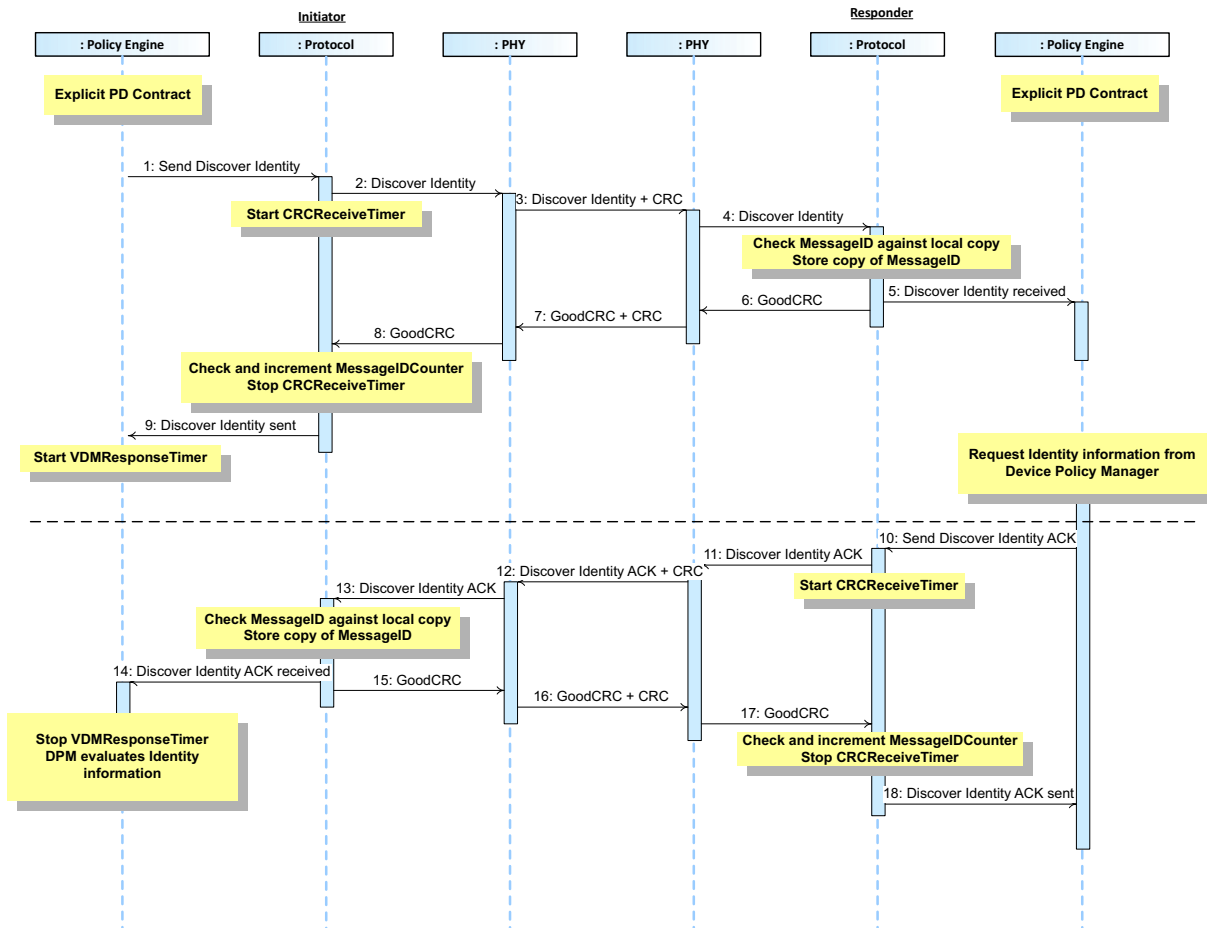 Initiator
Responder
: Policy Engine
: Protocol
: PHY
: PHY
: Protocol
: Policy Engine
Explicit PD Contract
Explicit PD Contract
1: Send Discover Identity
2: Discover Identity
3: Discover Identity + CRC
Start CRCReceiveTimer
4: Discover Identity
Check MessageID against local copy
Store copy of MessageID
5: Discover Identity received
6: GoodCRC
7: GoodCRC + CRC
8: GoodCRC
Check and increment MessageIDCounter
Stop CRCReceiveTimer
9: Discover Identity sent
Start VDMResponseTimer
Request Identity information from
Device Policy Manager
10: Send Discover Identity ACK
11: Discover Identity ACK
12: Discover Identity ACK + CRC
Start CRCReceiveTimer
13: Discover Identity ACK
Check MessageID against local copy
Store copy of MessageID
14: Discover Identity ACK received
15: GoodCRC
16: GoodCRC + CRC
17: GoodCRC
Stop VDMResponseTimer
DPM evaluates Identity
information
Check and increment MessageIDCounter
Stop CRCReceiveTimer
18: Discover Identity ACK sent